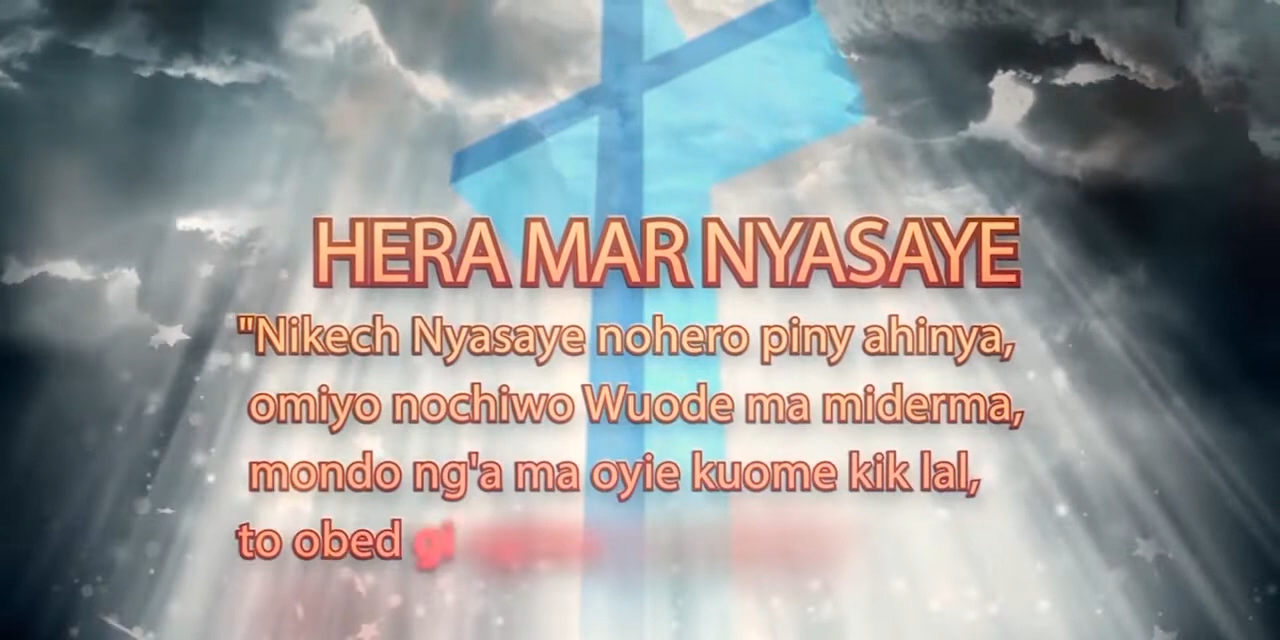 HERA MAR NYASAYE
"Nikech Nyasaye nohero piny ahinya,
omiyo nochiwo Wuode ma miderma,
mondo ng'a ma oyie kuome kik lal,
to obed gi